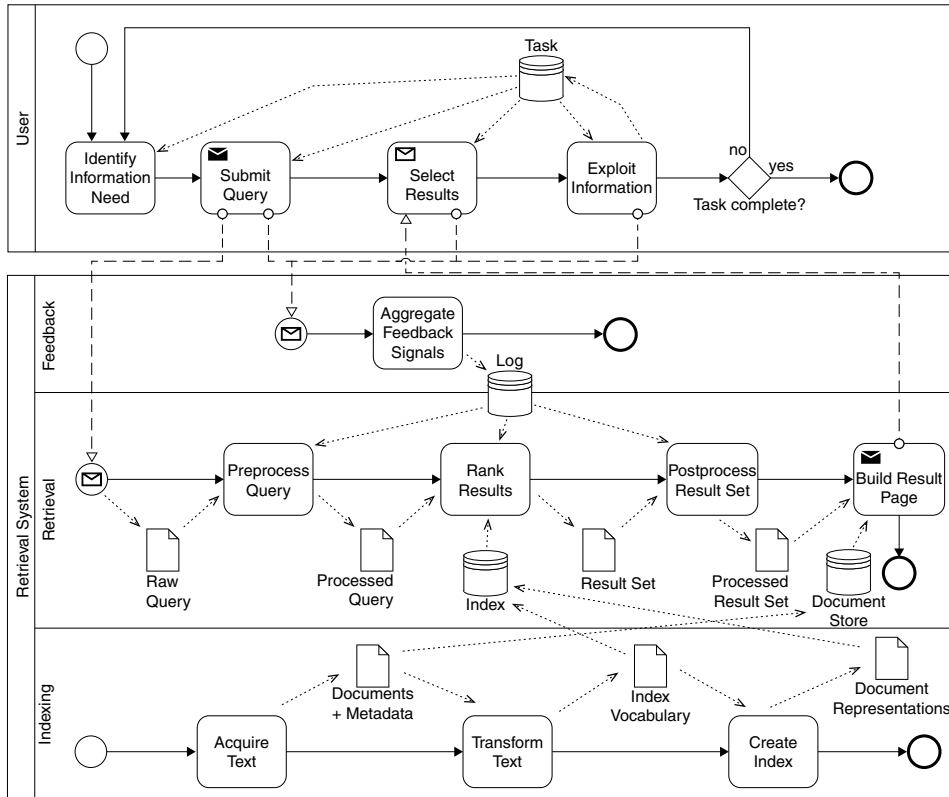 User
Task
no
yes
Identify
Information
Need
Submit
Query
Select
Results
Exploit
Information
Task complete?
Retrieval System
Feedback
Aggregate
Feedback
Signals
Log
Retrieval
Preprocess
Query
Rank
Results
Postprocess
Result Set
Build Result
Page
Raw
Query
Processed
Query
Index
Result Set
Processed
Result Set
Document
Store
Indexing
Documents
+ Metadata
Index
Vocabulary
Document
Representations
Acquire
Text
Transform
Text
Create
Index